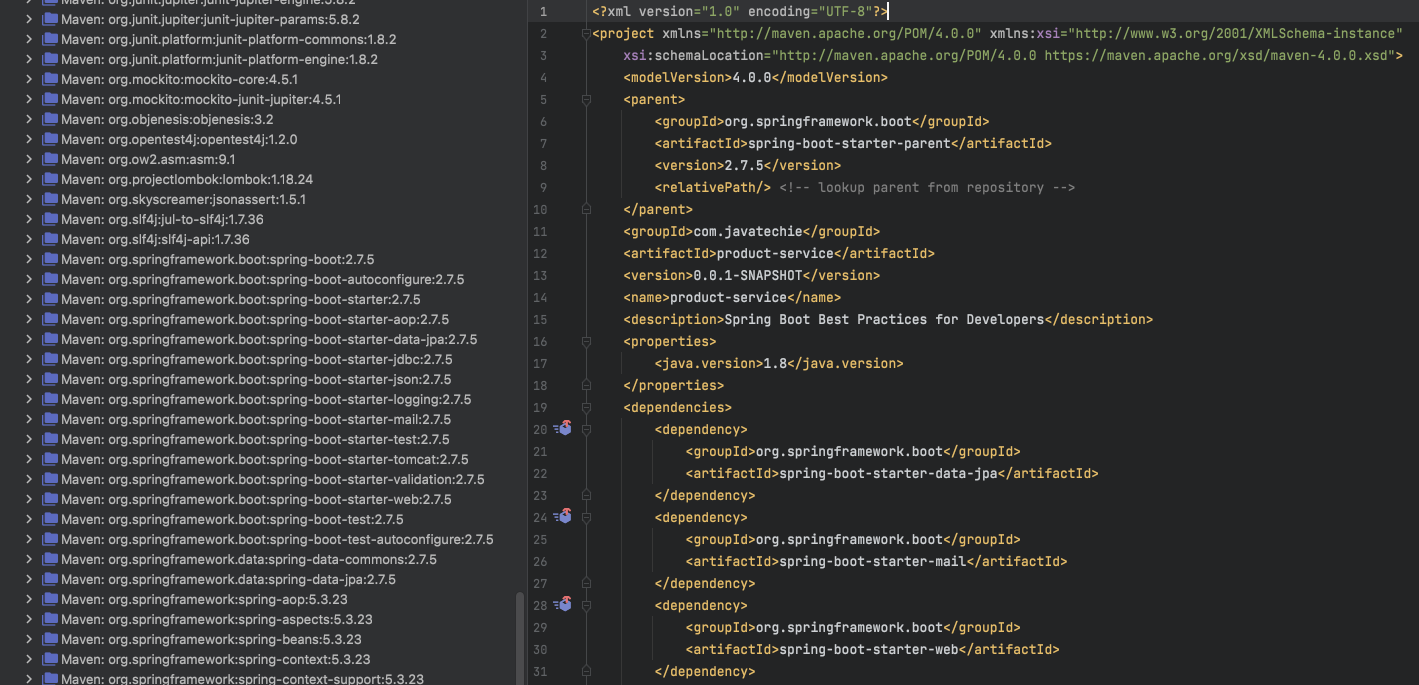 Maven: org.junit.jupiter:junit-jupiter-engine:5.8.2
Maven: org.junit.jupiter:junit-jupiter-params:5.8.2
Maven: org.junit.platform:junit-platform-commons:1.8.2
Maven: org.junit.platform:junit-platform-engine:1.8.2
Maven: org.mockito:mockito-core:4.5.1
Maven: org.mockito:mockito-junit-jupiter:4.5.1
Maven: org.objenesis:objenesis:3.2
Maven: org.opentest4j:opentest4j:1.2.0
Maven: org.ow2.asm:asm:9.1
Maven: org.projectlombok:lombok:1.18.24
Maven: org.skyscreamer:jsonassert:1.5.1
Maven: org.slf4j:jul-to-slf4j:1.7.36
Maven: org.slf4j:slf4j-api:1.7.36
Maven: org.springframework.boot:spring-boot:2.7.5
Maven: org.springframework.boot:spring-boot-autoconfigure:2.7.5
Maven: org.springframework.boot:spring-boot-starter:2.7.5
Maven: org.springframework.boot:spring-boot-starter-aop:2.7.5
Maven: org.springframework.boot:spring-boot-starter-data-jpa:2.7.5
Maven: org.springframework.boot:spring-boot-starter-jdbc:2.7.5
Maven: org.springframework.boot:spring-boot-starter-json:2.7.5
Maven: org.springframework.boot:spring-boot-starter-logging:2.7.5
Maven: org.springframework.boot:spring-boot-starter-mail:2.7.5
Maven: org.springframework.boot:spring-boot-starter-test:2.7.5
Maven: org.springframework.boot:spring-boot-starter-tomcat:2.7.5
Maven: org.springframework.boot:spring-boot-starter-validation:2.7.5
Maven: org.springframework.boot:spring-boot-starter-web:2.7.5
Maven: org.springframework.boot:spring-boot-test:2.7.5
Maven: org.springframework.boot:spring-boot-test-autoconfigure:2.7.5
Maven: org.springframework.data:spring-data-commons:2.7.5
Maven: org.springframework.data:spring-data-jpa:2.7.5
Maven: org.springframework:spring-aop:5.3.23
Maven: org.springframework:spring-aspects:5.3.23
Maven: org.springframework:spring-beans:5.3.23
Maven: org.springframework:spring-context:5.3.23
Maven: org.springframework:spring-context-support:5.3.23
1 <?xml version="1.0" encoding="UTF-8"?>
2 <project xmlns="http://maven.apache.org/POM/4.0.0" xmlns:xsi="http://www.w3.org/2001/XMLSchema-instance"
3 xsi:schemaLocation="http://maven.apache.org/POM/4.0.0 https://maven.apache.org/xsd/maven-4.0.0.xsd">
4 <modelVersion>4.0.0</modelVersion>
5 <parent>
6 <groupId>org.springframework.boot</groupId>
7 <artifactId>spring-boot-starter-parent</artifactId>
8 <version>2.7.5</version>
9 <relativePath/> <!-- lookup parent from repository -->
10 </parent>
11 <groupId>com.javatechie</groupId>
12 <artifactId>product-service</artifactId>
13 <version>0.0.1-SNAPSHOT</version>
14 <name>product-service</name>
15 <description>Spring Boot Best Practices for Developers</description>
16 <properties>
17 <java.version>1.8</java.version>
18 </properties>
19 <dependencies>
20 <dependency>
21 <groupId>org.springframework.boot</groupId>
22 <artifactId>spring-boot-starter-data-jpa</artifactId>
23 </dependency>
24 <dependency>
25 <groupId>org.springframework.boot</groupId>
26 <artifactId>spring-boot-starter-mail</artifactId>
27 </dependency>
28 <dependency>
29 <groupId>org.springframework.boot</groupId>
30 <artifactId>spring-boot-starter-web</artifactId>
31 </dependency>